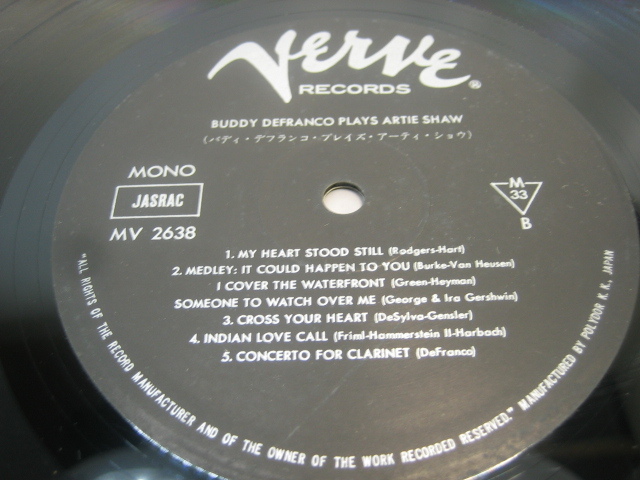 Verve
RECORDS ®
BUDDY DEFRANCO PLAYS ARTIE SHAW
(バディ・デフランコ・プレイズ・アーティ・ショウ)
MONO
JASRAC
MV 2638
M
33
B
1. MY HEART STOOD STILL (Rodgers-Hart)
2. MEDLEY: IT COULD HAPPEN TO YOU (Burke-Van Heusen)
I COVER THE WATERFRONT (Green-Heyman)
SOMEONE TO WATCH OVER ME (George & Ira Gershwin)
3. CROSS YOUR HEART (DeSylva-Gensler)
4. INDIAN LOVE CALL (Friml-Hammerstein II-Harbach)
5. CONCERTO FOR CLARINET (DeFranco)
"ALL RIGHTS OF THE RECORD MANUFACTURER AND OF THE OWNER OF THE WORK RECORDED RESERVED." MANUFACTURED BY POLYDOR K.K. JAPAN